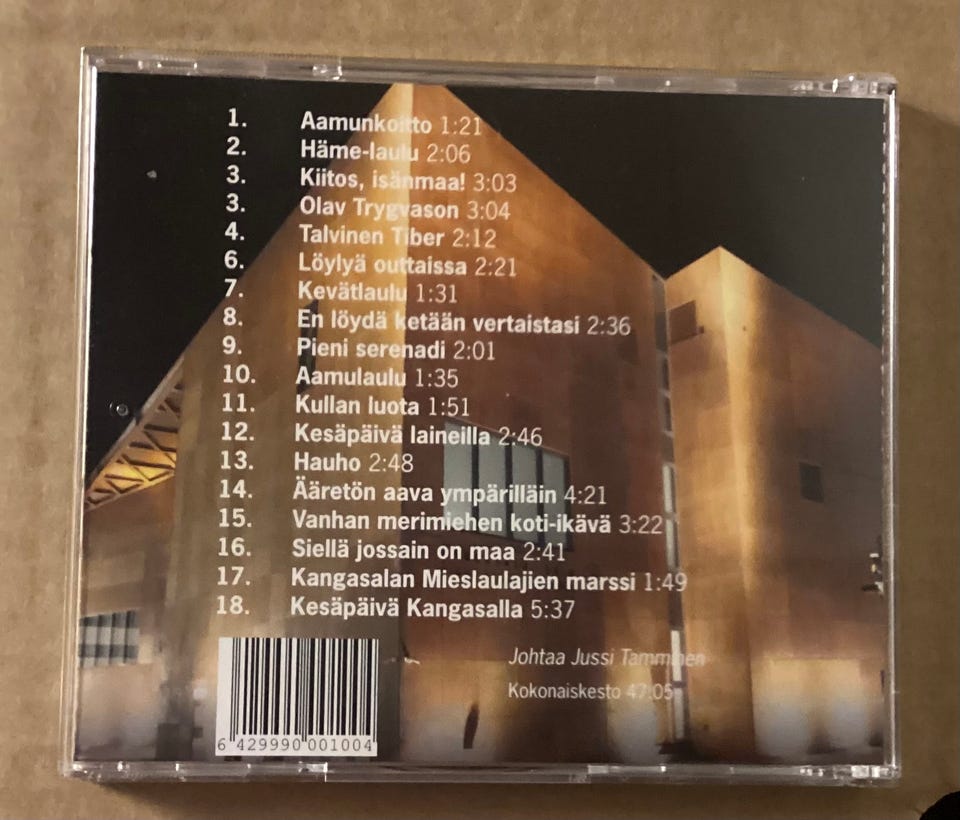 1. Aamunkoitto 1:21
2. Häme-laulu 2:06
3. Kiitos, isänmaa! 3:03
3. Olav Trygvason 3:04
4. Talvinen Tiber 2:12
6. Löylyä outtaissa 2:21
7. Kevätlaulu 1:31
8. En löydä ketään vertaistasi 2:36
9. Pieni serenadi 2:01
10. Aamulaulu 1:35
11. Kullan luota 1:51
12. Kesäpäivä laineilla 2:46
13. Hauho 2:48
14. Ääretön aava ympärilläin 4:21
15. Vanhan merimiehen koti-ikävä 3:22
16. Siellä jossain on maa 2:41
17. Kangasalan Mieslaulajien marssi 1:49
18. Kesäpäivä Kangasalla 5:37
Johtaa Jussi Tamminen
Kokonaiskesto 47:05
6 429990 001004